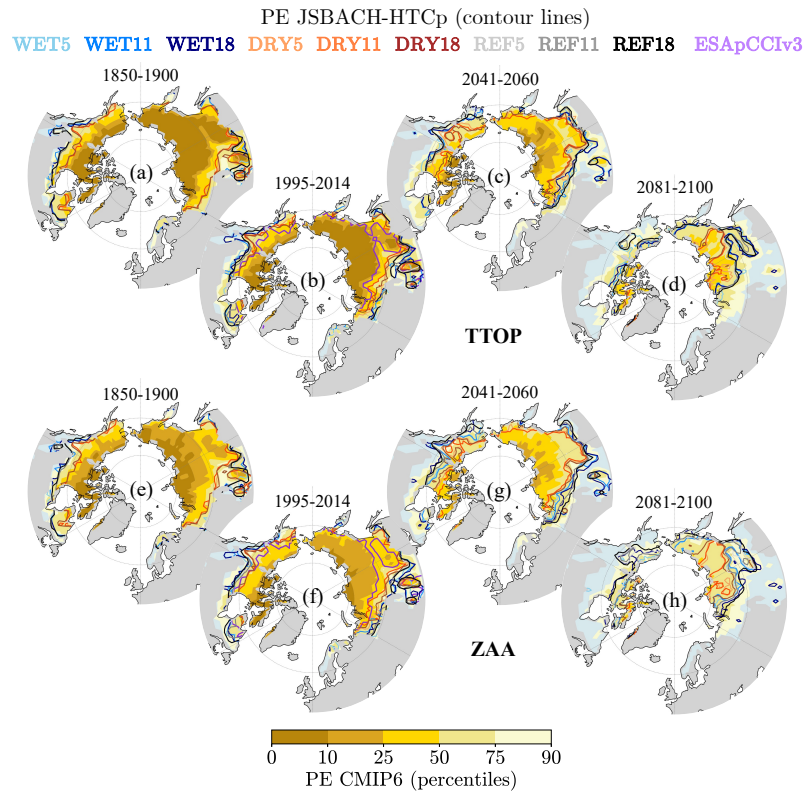 PE JSBACH-HTCp (contour lines)
WET5 WET11 WET18 DRY5 DRY11 DRY18 REF5 REF11 REF18 ESApCCIv3
1850-1900
2041-2060
(a)
(c)
1995-2014
2081-2100
(b)
(d)
TTOP
1850-1900
2041-2060
(e)
(g)
1995-2014
2081-2100
(f)
(h)
ZAA
0 10 25 50 75 90
PE CMIP6 (percentiles)